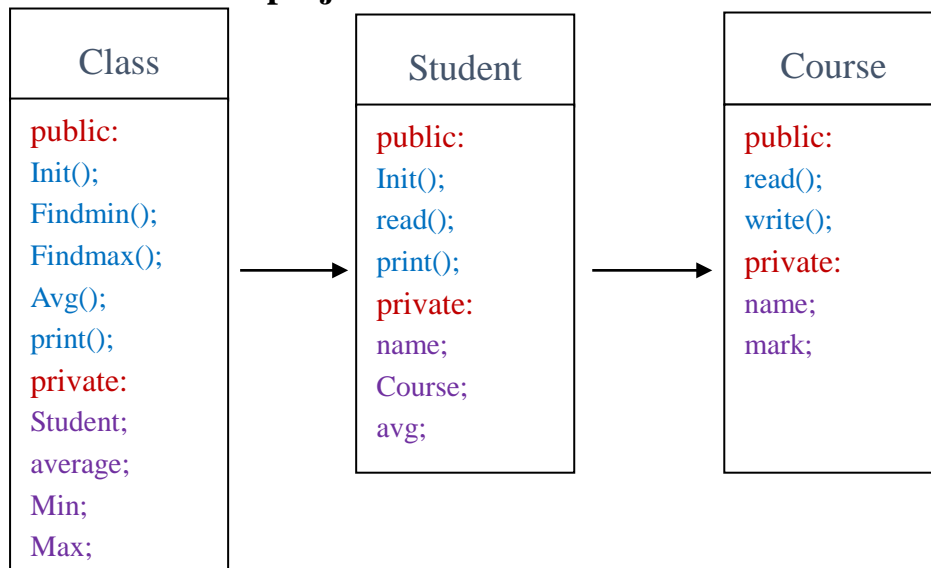 Class
public:
Init();
Findmin();
Findmax();
Avg();
print();
private:
Student;
average;
Min;
Max;
Student
public:
Init();
read();
print();
private:
name;
Course;
avg;
Course
public:
read();
write();
private:
name;
mark;